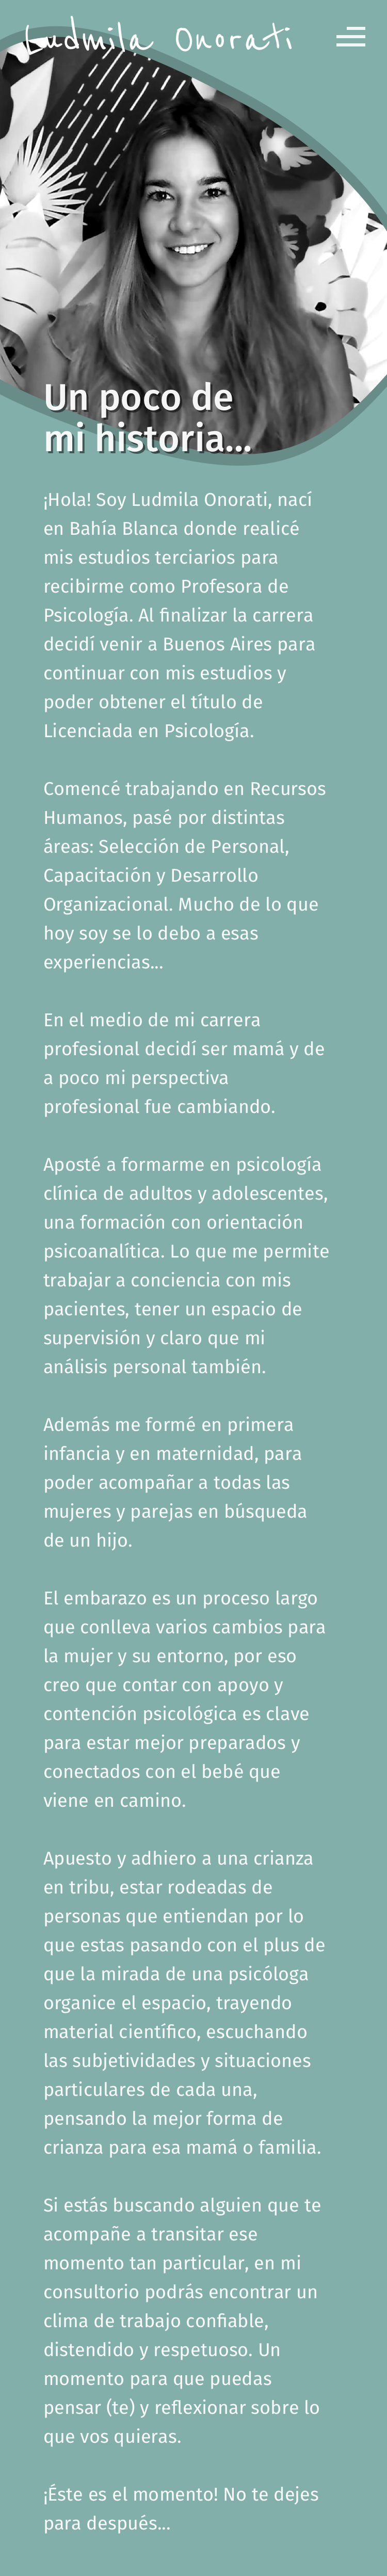 Ludmila Onorati
Un poco de
mi historia...
¡Hola! Soy Ludmila Onorati, nací
en Bahía Blanca donde realicé
mis estudios terciarios para
recibirme como Profesora de
Psicología. Al finalizar la carrera
decidí venir a Buenos Aires para
continuar con mis estudios y
poder obtener el título de
Licenciada en Psicología.
Comencé trabajando en Recursos
Humanos, pasé por distintas
áreas: Selección de Personal,
Capacitación y Desarrollo
Organizacional. Mucho de lo que
hoy soy se lo debo a esas
experiencias...
En el medio de mi carrera
profesional decidí ser mamá y de
a poco mi perspectiva
profesional fue cambiando.
Aposté a formarme en psicología
clínica de adultos y adolescentes,
una formación con orientación
psicoanalítica. Lo que me permite
trabajar a conciencia con mis
pacientes, tener un espacio de
supervisión y claro que mi
análisis personal también.
Además me formé en primera
infancia y en maternidad, para
poder acompañar a todas las
mujeres y parejas en búsqueda
de un hijo.
El embarazo es un proceso largo
que conlleva varios cambios para
la mujer y su entorno, por eso
creo que contar con apoyo y
contención psicológica es clave
para estar mejor preparados y
conectados con el bebé que
viene en camino.
Apuesto y adhiero a una crianza
en tribu, estar rodeadas de
personas que entiendan por lo
que estas pasando con el plus de
que la mirada de una psicóloga
organice el espacio, trayendo
material científico, escuchando
las subjetividades y situaciones
particulares de cada una,
pensando la mejor forma de
crianza para esa mamá o familia.
Si estás buscando alguien que te
acompañe a transitar ese
momento tan particular, en mi
consultorio podrás encontrar un
clima de trabajo confiable,
distendido y respetuoso. Un
momento para que puedas
pensar (te) y reflexionar sobre lo
que vos quieras.
¡Éste es el momento! No te dejes
para después...